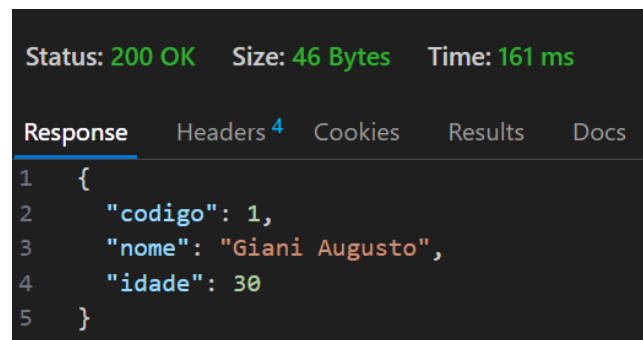 Status: 200 OK Size: 46 Bytes Time: 161 ms
Response Headers 4 Cookies Results Docs
1 {
2 "codigo": 1,
3 "nome": "Giani Augusto",
4 "idade": 30
5 }